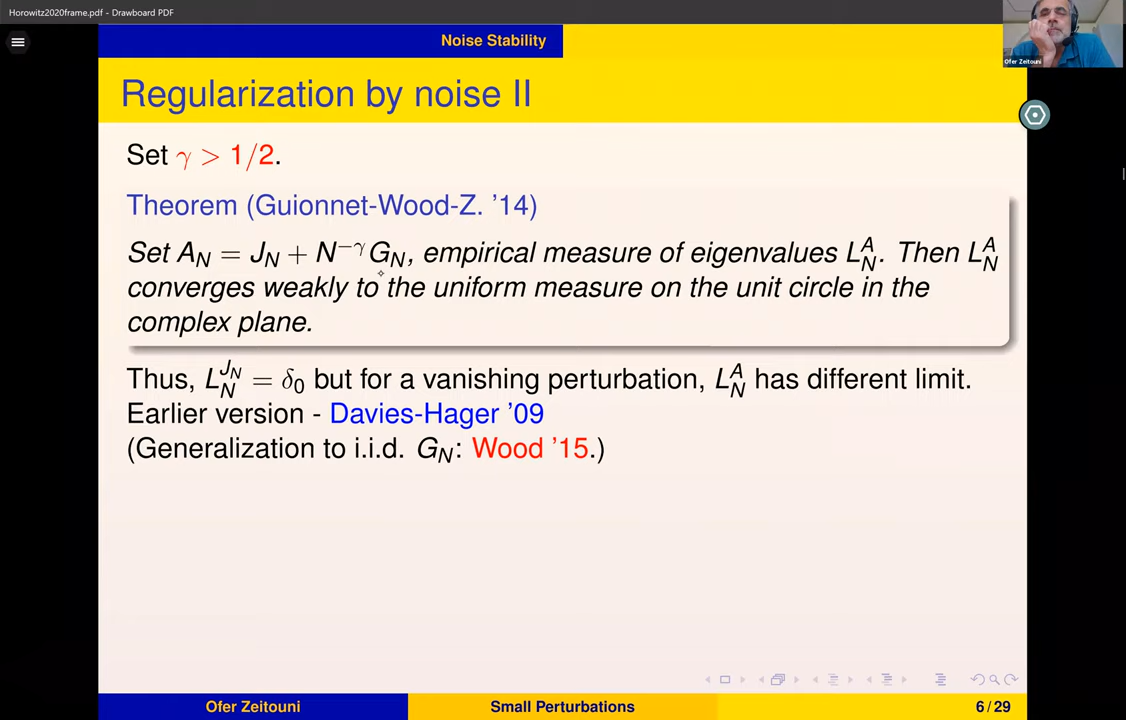 Horowitz2020frame.pdf - Drawboard PDF
Ofer Zeitouni
Noise Stability
Regularization by noise II
Set γ > 1/2.
Theorem (Guionnet-Wood-Z. '14)
Set A_N = J_N + N^{−γ} G_N, empirical measure of eigenvalues L_N^A. Then L_N^A
converges weakly to the uniform measure on the unit circle in the
complex plane.
Thus, L_N^{J_N} = δ_0 but for a vanishing perturbation, L_N^A has different limit.
Earlier version - Davies-Hager '09
(Generalization to i.i.d. G_N: Wood '15.)
Ofer Zeitouni
Small Perturbations
6 / 29